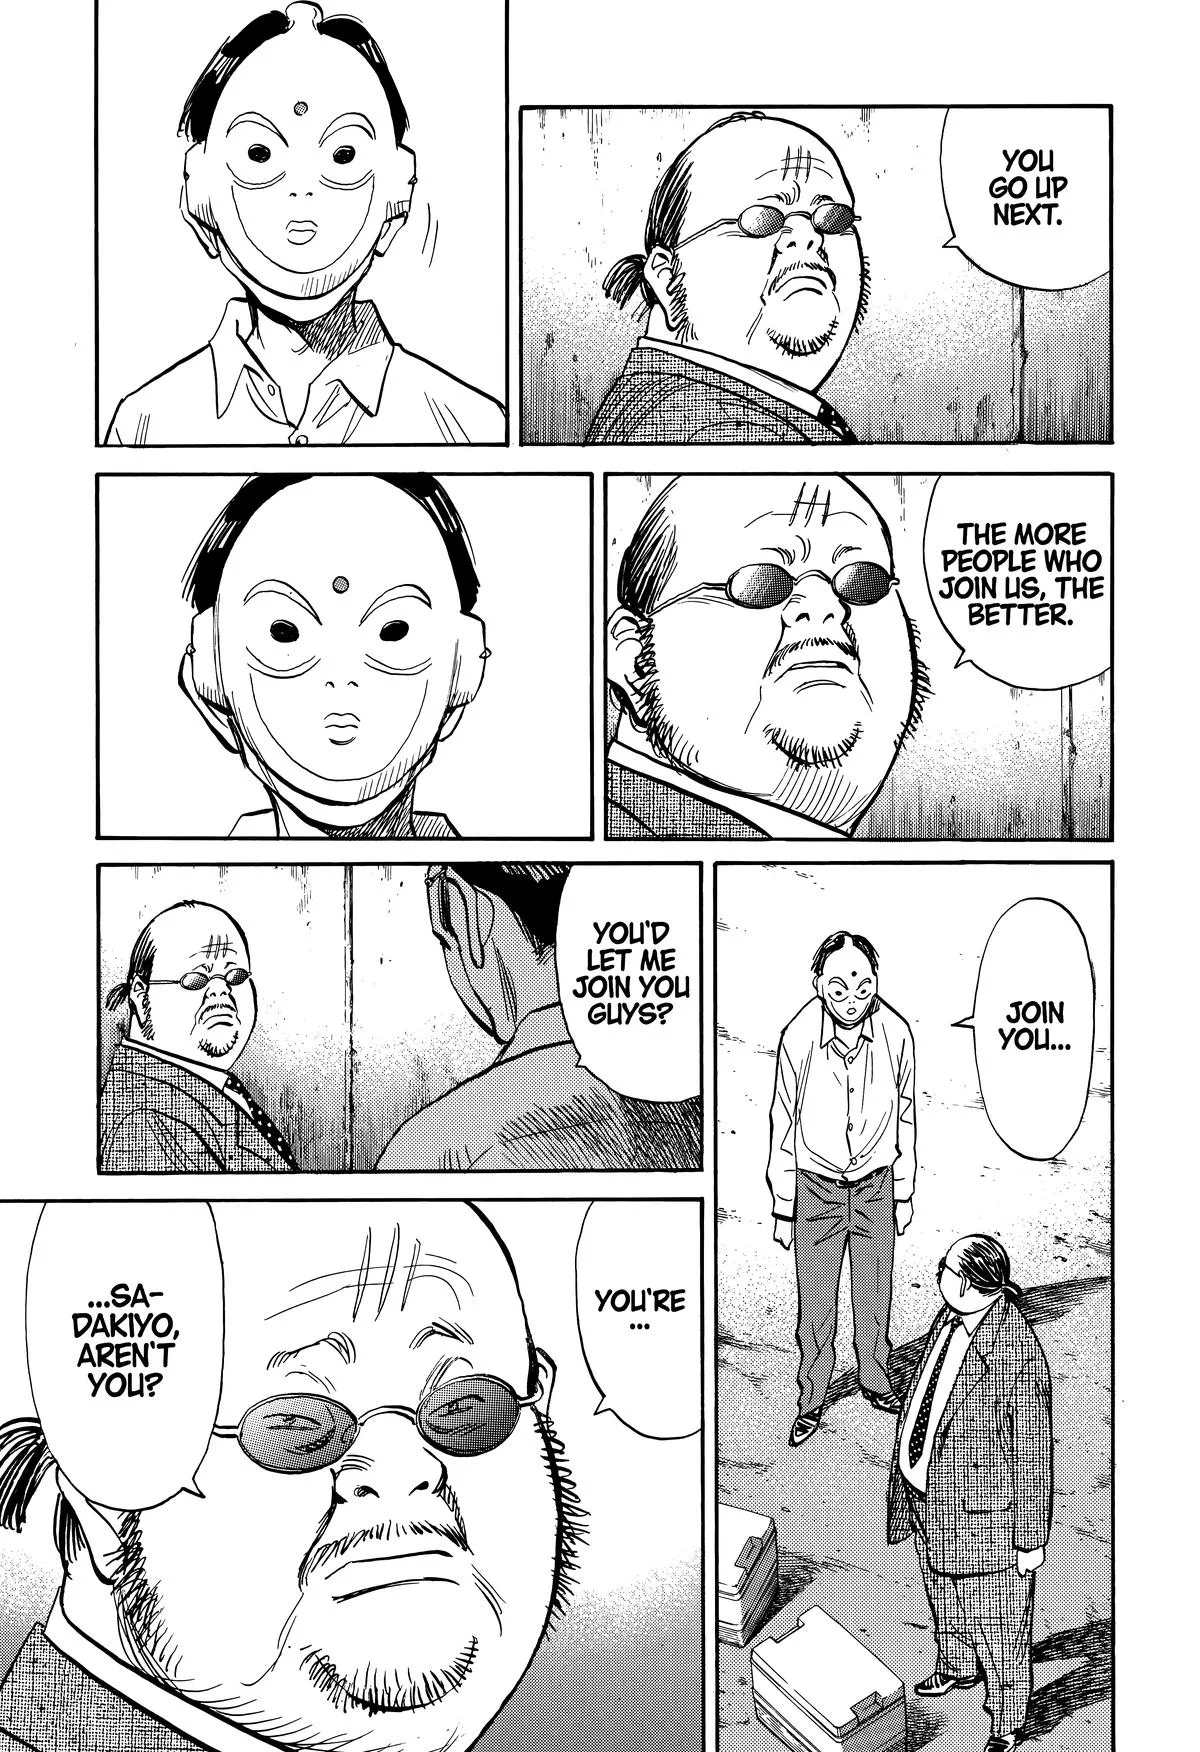 YOU
GO UP
NEXT.
THE MORE
PEOPLE WHO
JOIN US, THE
BETTER.
JOIN
YOU...
YOU'D
LET ME
JOIN YOU
GUYS?
YOU'RE
...
...SA-
DAKIYO,
AREN'T
YOU?